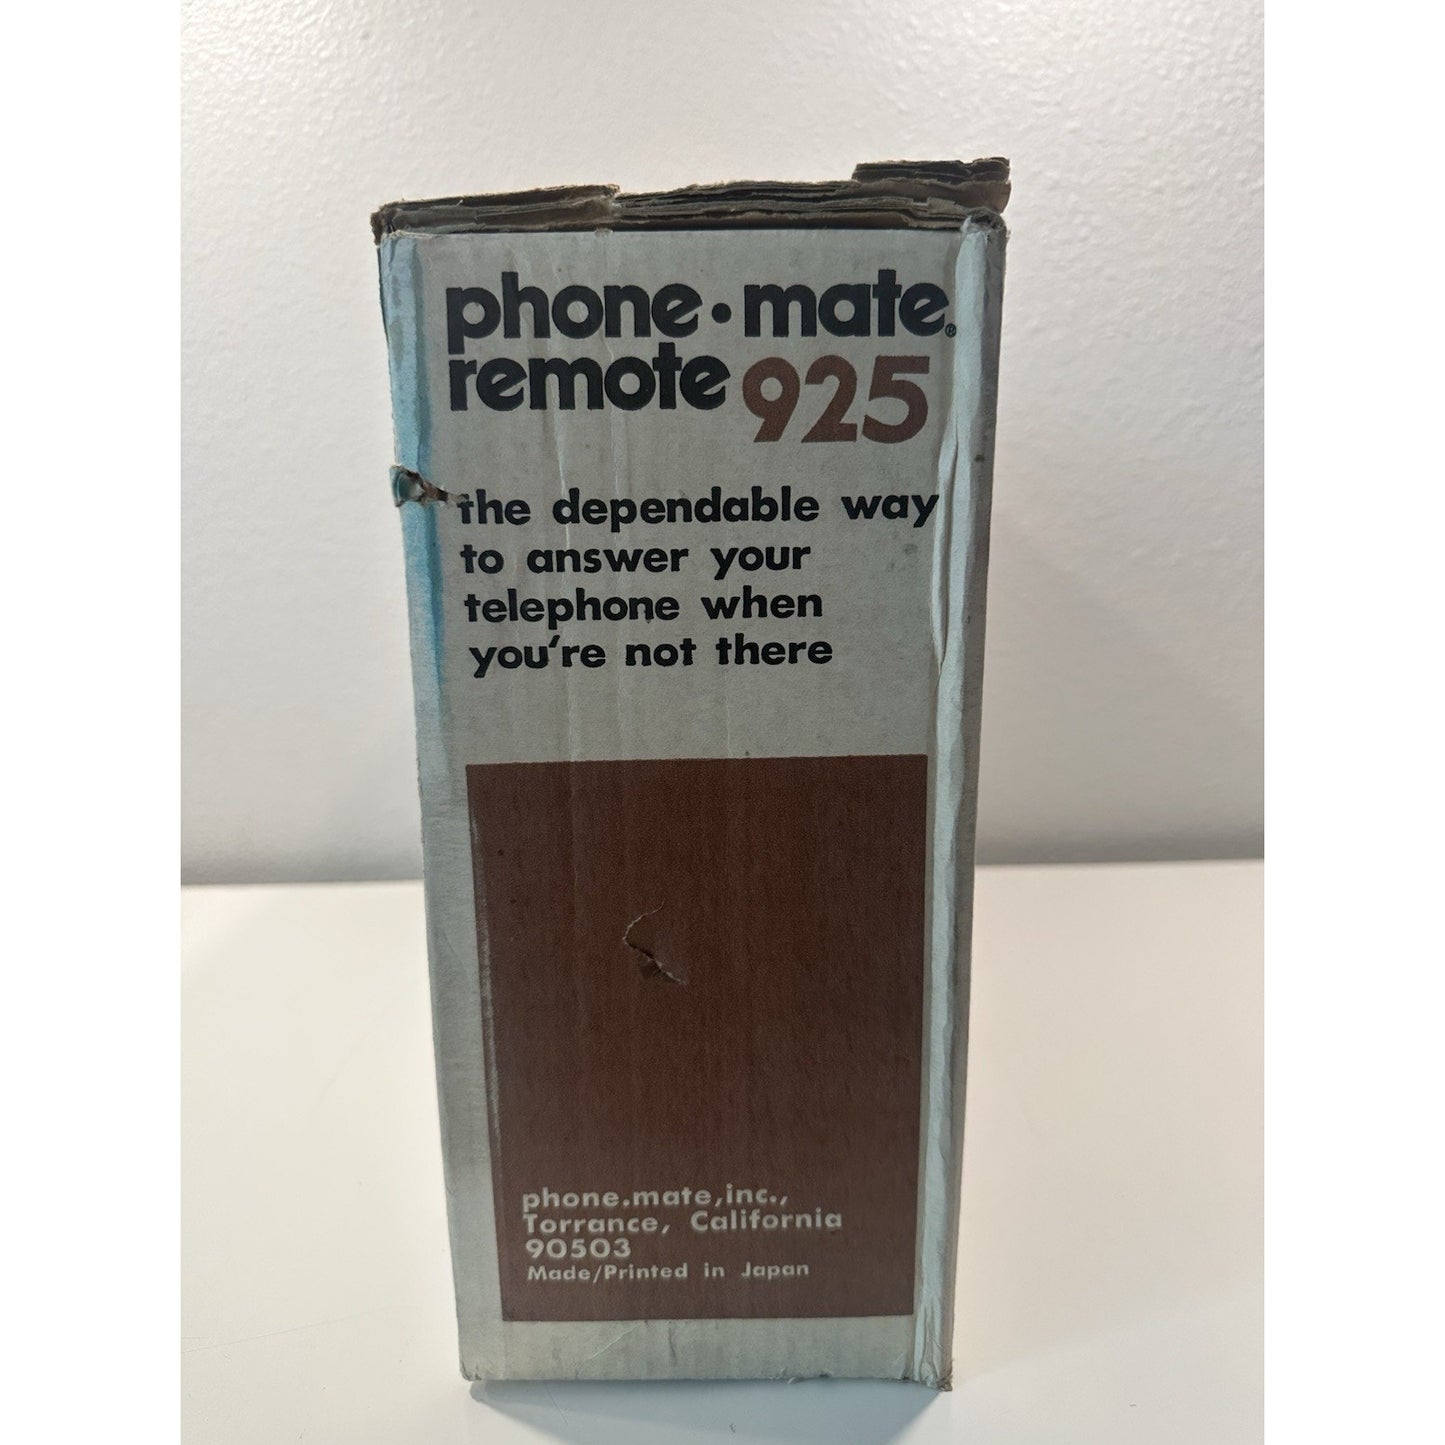 phone•mate®
remote 925
the dependable way
to answer your
telephone when
you're not there
phone.mate,inc.,
Torrance, California
90503
Made/Printed in Japan